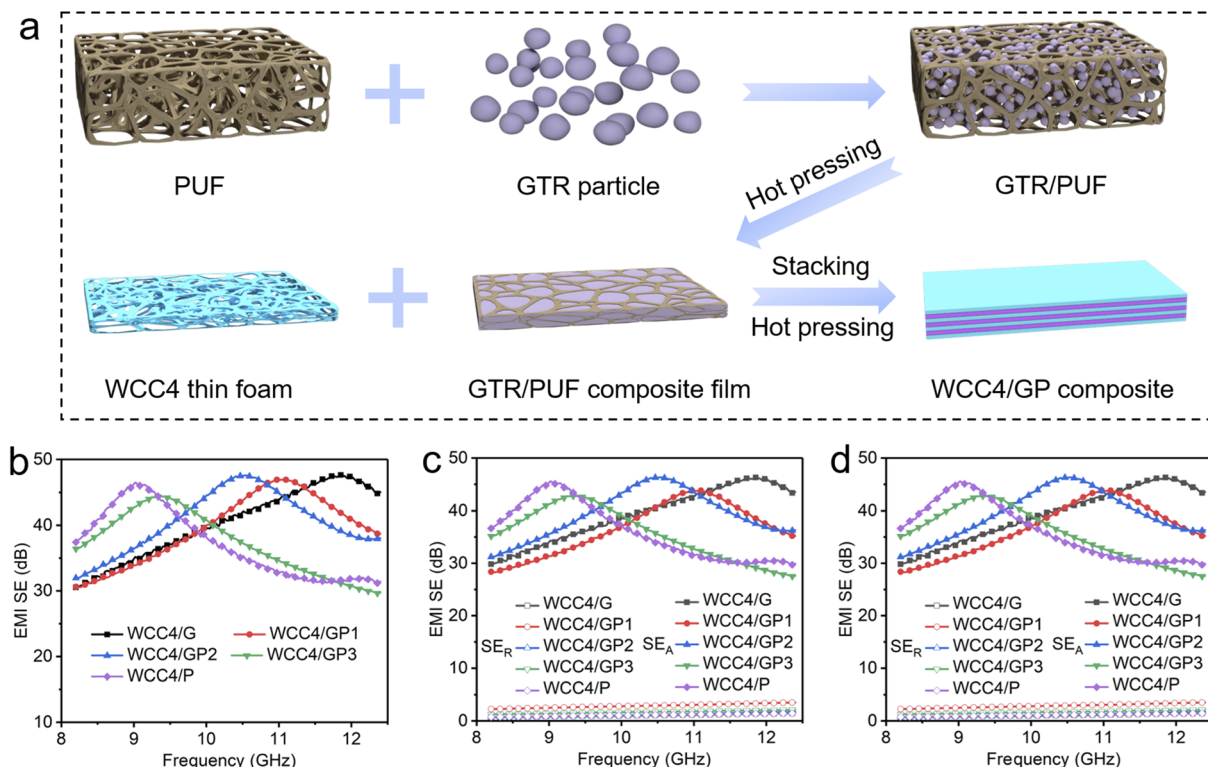 a
PUF
GTR particle
GTR/PUF
Hot pressing
WCC4 thin foam
GTR/PUF composite film
Stacking
Hot pressing
WCC4/GP composite
b
50
40
30
20
10
EMI SE (dB)
WCC4/G
WCC4/GP1
WCC4/GP2
WCC4/GP3
WCC4/P
8 9 10 11 12
Frequency (GHz)
c
50
40
30
20
10
0
EMI SE (dB)
SER
WCC4/G
WCC4/GP1
WCC4/GP2
WCC4/GP3
WCC4/P
SEA
WCC4/G
WCC4/GP1
WCC4/GP2
WCC4/GP3
WCC4/P
8 9 10 11 12
Frequency (GHz)
d
50
40
30
20
10
0
EMI SE (dB)
SER
WCC4/G
WCC4/GP1
WCC4/GP2
WCC4/GP3
WCC4/P
SEA
WCC4/G
WCC4/GP1
WCC4/GP2
WCC4/GP3
WCC4/P
8 9 10 11 12
Frequency (GHz)